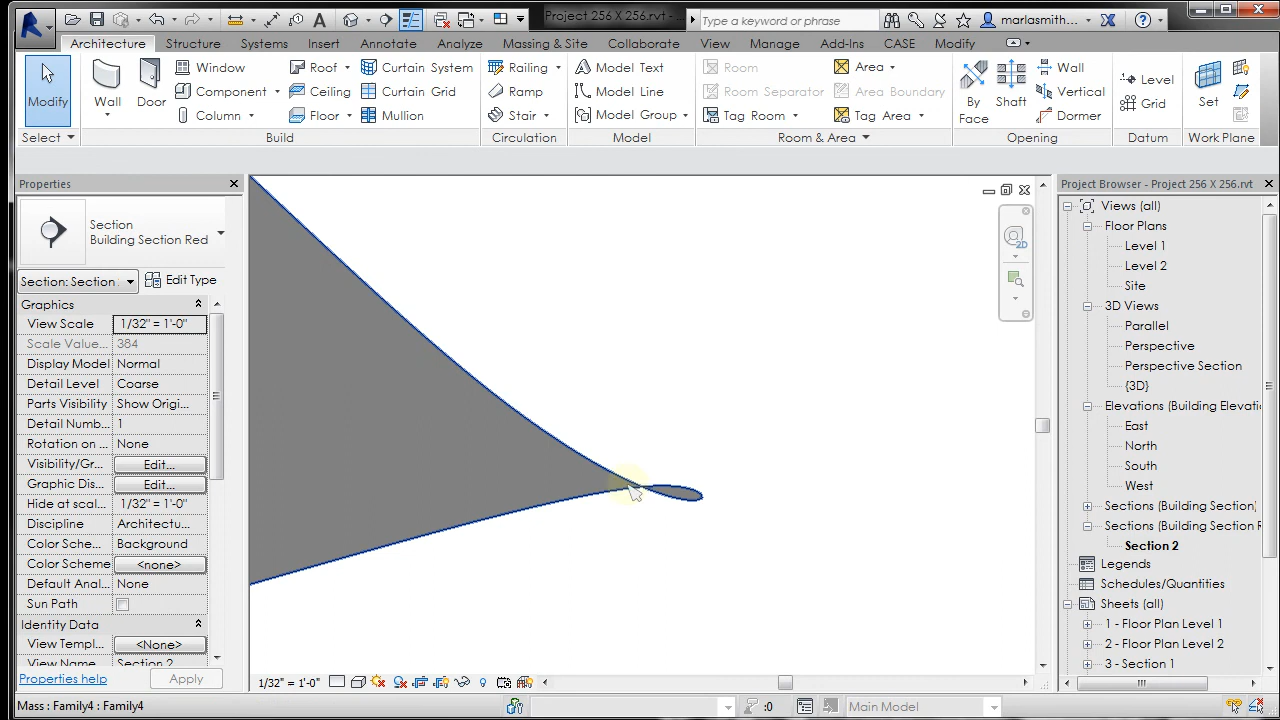 Project 256 X 256.rvt - ...
Type a keyword or phrase
marlasmith...
Architecture Structure Systems Insert Annotate Analyze Massing & Site Collaborate View Manage Add-Ins CASE Modify
Modify
Wall
Door
Window
Component
Column
Roof
Ceiling
Floor
Curtain System
Curtain Grid
Mullion
Railing
Ramp
Stair
Model Text
Model Line
Model Group
Room
Room Separator
Tag Room
Area
Area Boundary
Tag Area
By
Face
Shaft
Wall
Vertical
Dormer
Level
Grid
Set
Select Build Circulation Model Room & Area Opening Datum Work Plane
Properties
Section
Building Section Red
Section: Section Edit Type
Graphics
View Scale 1/32" = 1'-0"
Scale Value... 384
Display Model Normal
Detail Level Coarse
Parts Visibility Show Origi...
Detail Numb... 1
Rotation on ... None
Visibility/Gr... Edit...
Graphic Dis... Edit...
Hide at scal... 1/32" = 1'-0"
Discipline Architectu...
Color Sche... Background
Color Scheme <none>
Default Anal... None
Sun Path
Identity Data
View Templ... <None>
View Name Section 2
Properties help Apply
2D
1/32" = 1'-0"
Project Browser - Project 256 X 256.rvt
Views (all)
Floor Plans
Level 1
Level 2
Site
3D Views
Parallel
Perspective
Perspective Section
{3D}
Elevations (Building Elevati
East
North
South
West
Sections (Building Section)
Sections (Building Section R
Section 2
Legends
Schedules/Quantities
Sheets (all)
1 - Floor Plan Level 1
2 - Floor Plan Level 2
3 - Section 1
Mass : Family4 : Family4
:0
Main Model